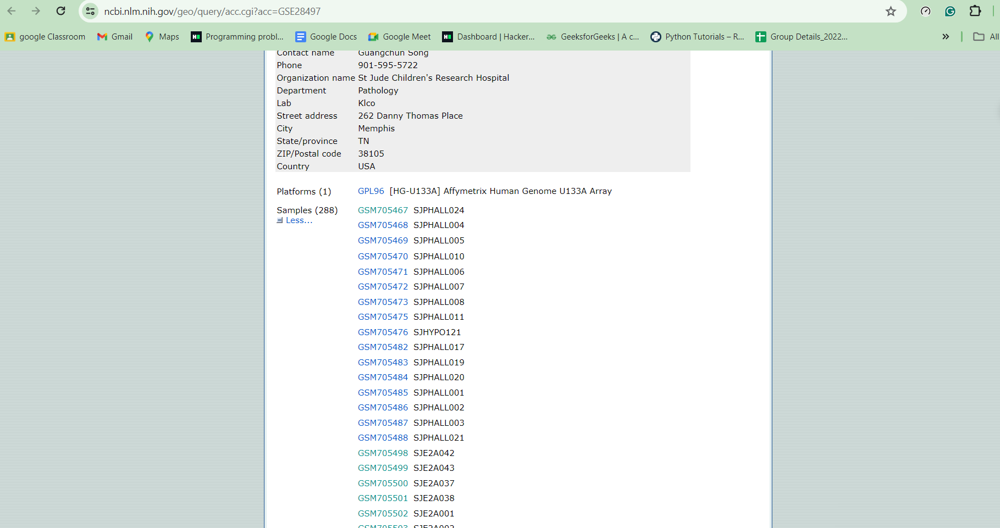 ncbi.nlm.nih.gov/geo/query/acc.cgi?acc=GSE28497
google Classroom Gmail Maps Programming probl... Google Docs Google Meet Dashboard | Hacker... GeeksforGeeks | A c... Python Tutorials – R... Group Details_2022... » All
Contact name Guangchun Song
Phone 901-595-5722
Organization name St Jude Children's Research Hospital
Department Pathology
Lab Klco
Street address 262 Danny Thomas Place
City Memphis
State/province TN
ZIP/Postal code 38105
Country USA
Platforms (1) GPL96 [HG-U133A] Affymetrix Human Genome U133A Array
Samples (288) GSM705467 SJPHALL024
Less...
GSM705468 SJPHALL004
GSM705469 SJPHALL005
GSM705470 SJPHALL010
GSM705471 SJPHALL006
GSM705472 SJPHALL007
GSM705473 SJPHALL008
GSM705475 SJPHALL011
GSM705476 SJHYPO121
GSM705482 SJPHALL017
GSM705483 SJPHALL019
GSM705484 SJPHALL020
GSM705485 SJPHALL001
GSM705486 SJPHALL002
GSM705487 SJPHALL003
GSM705488 SJPHALL021
GSM705498 SJE2A042
GSM705499 SJE2A043
GSM705500 SJE2A037
GSM705501 SJE2A038
GSM705502 SJE2A001
GSM705503 SJE2A002